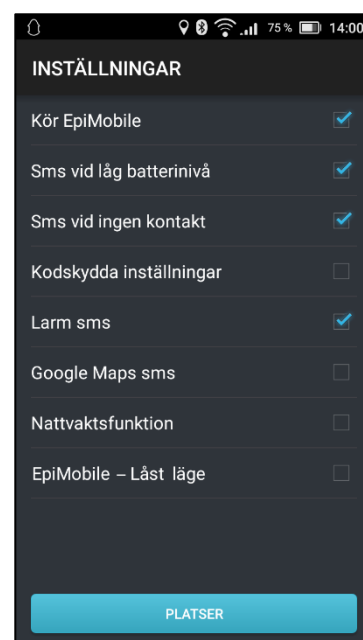 75 % 14:00
INSTÄLLNINGAR
Kör EpiMobile
Sms vid låg batterinivå
Sms vid ingen kontakt
Kodskydda inställningar
Larm sms
Google Maps sms
Nattvaktsfunktion
EpiMobile – Låst läge
PLATSER